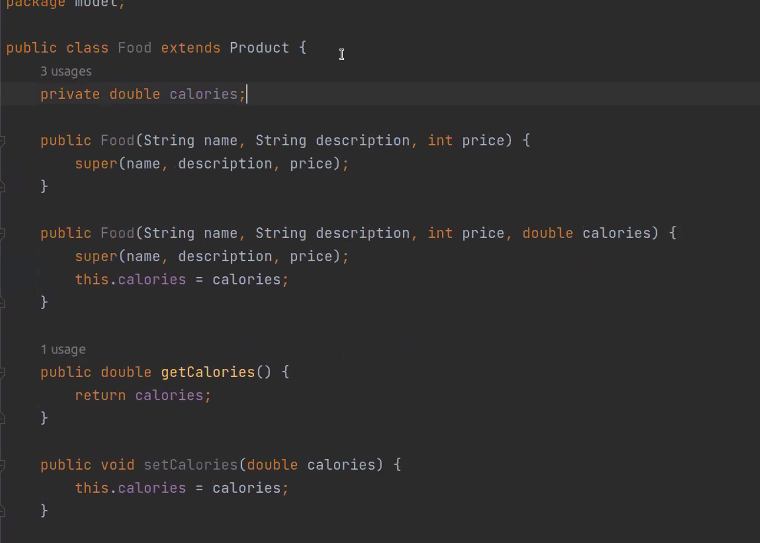 package model;
public class Food extends Product {
3 usages
private double calories;
public Food(String name, String description, int price) {
super(name, description, price);
}
public Food(String name, String description, int price, double calories) {
super(name, description, price);
this.calories = calories;
}
1 usage
public double getCalories() {
return calories;
}
public void setCalories(double calories) {
this.calories = calories;
}